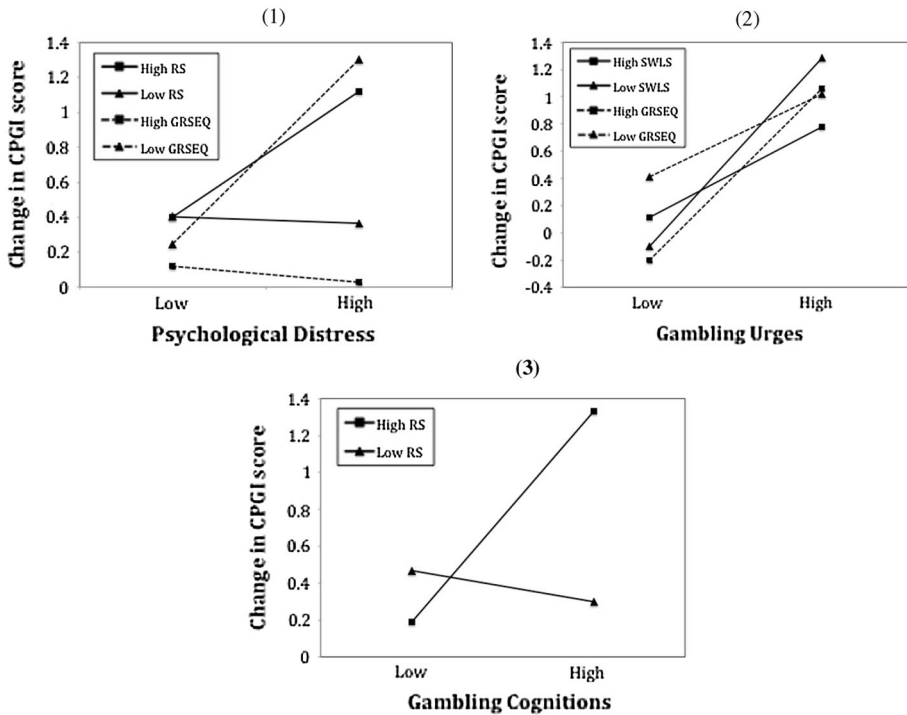 (1)
Change in CPGI score
1.4
1.2
1
0.8
0.6
0.4
0.2
0
High RS
Low RS
High GRSEQ
Low GRSEQ
Low
High
Psychological Distress
(2)
Change in CPGI score
1.4
1.2
1
0.8
0.6
0.4
0.2
0
-0.2
-0.4
High SWLS
Low SWLS
High GRSEQ
Low GRSEQ
Low
High
Gambling Urges
(3)
Change in CPGI score
1.4
1.2
1
0.8
0.6
0.4
0.2
0
High RS
Low RS
Low
High
Gambling Cognitions